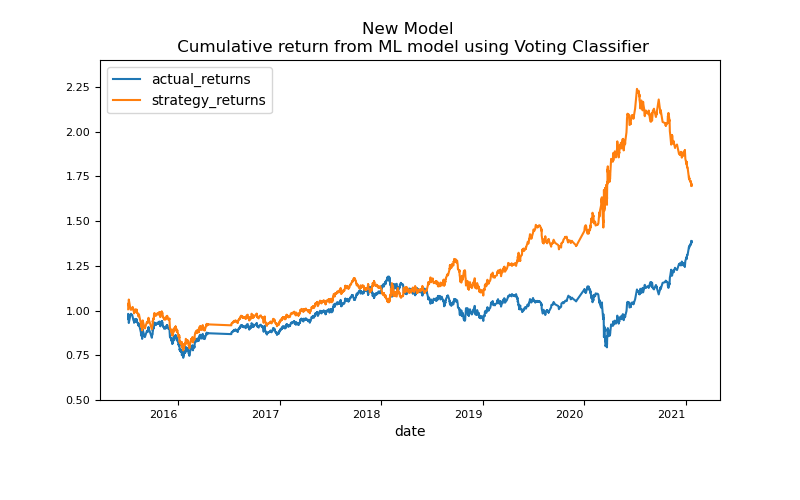 New Model
Cumulative return from ML model using Voting Classifier
actual_returns
strategy_returns
2.25
2.00
1.75
1.50
1.25
1.00
0.75
0.50
2016 2017 2018 2019 2020 2021
date